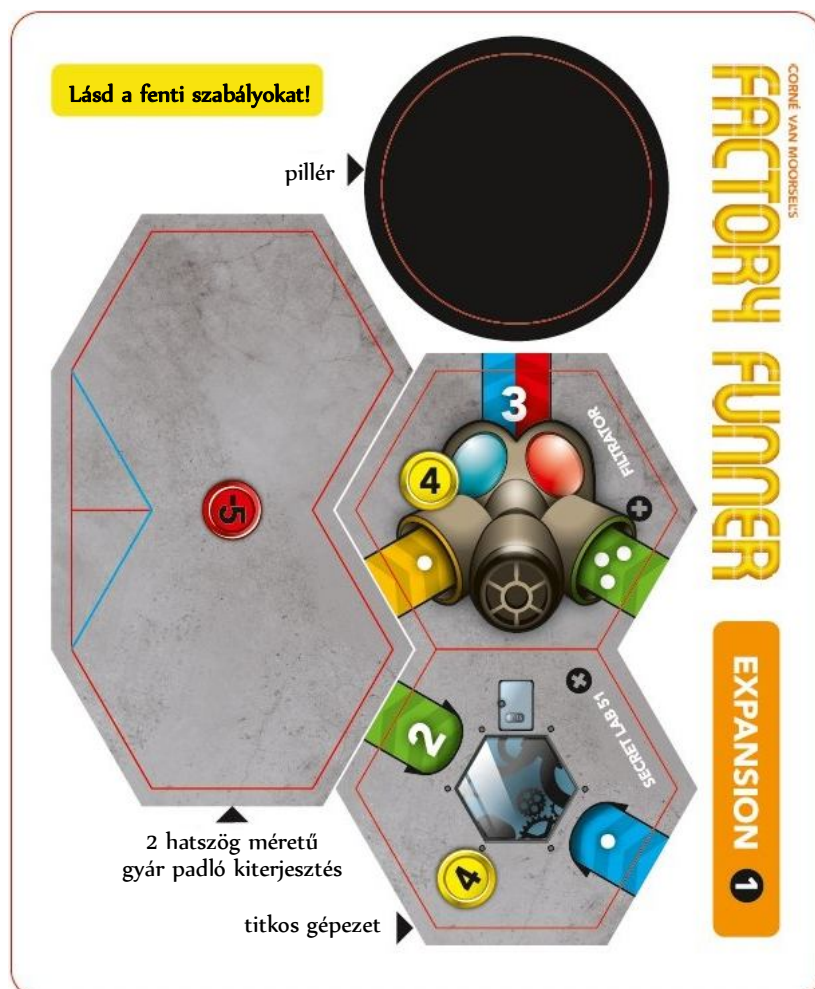 Lásd a fenti szabályokat!
pillér
CORNÉ VAN MOORSEL'S
FACTORY FUNNER
EXPANSION 1
-5
3
4
FILTRATOR
2
SECRET LAB 51
4
2 hatszög méretű
gyár padló kiterjesztés
titkos gépezet